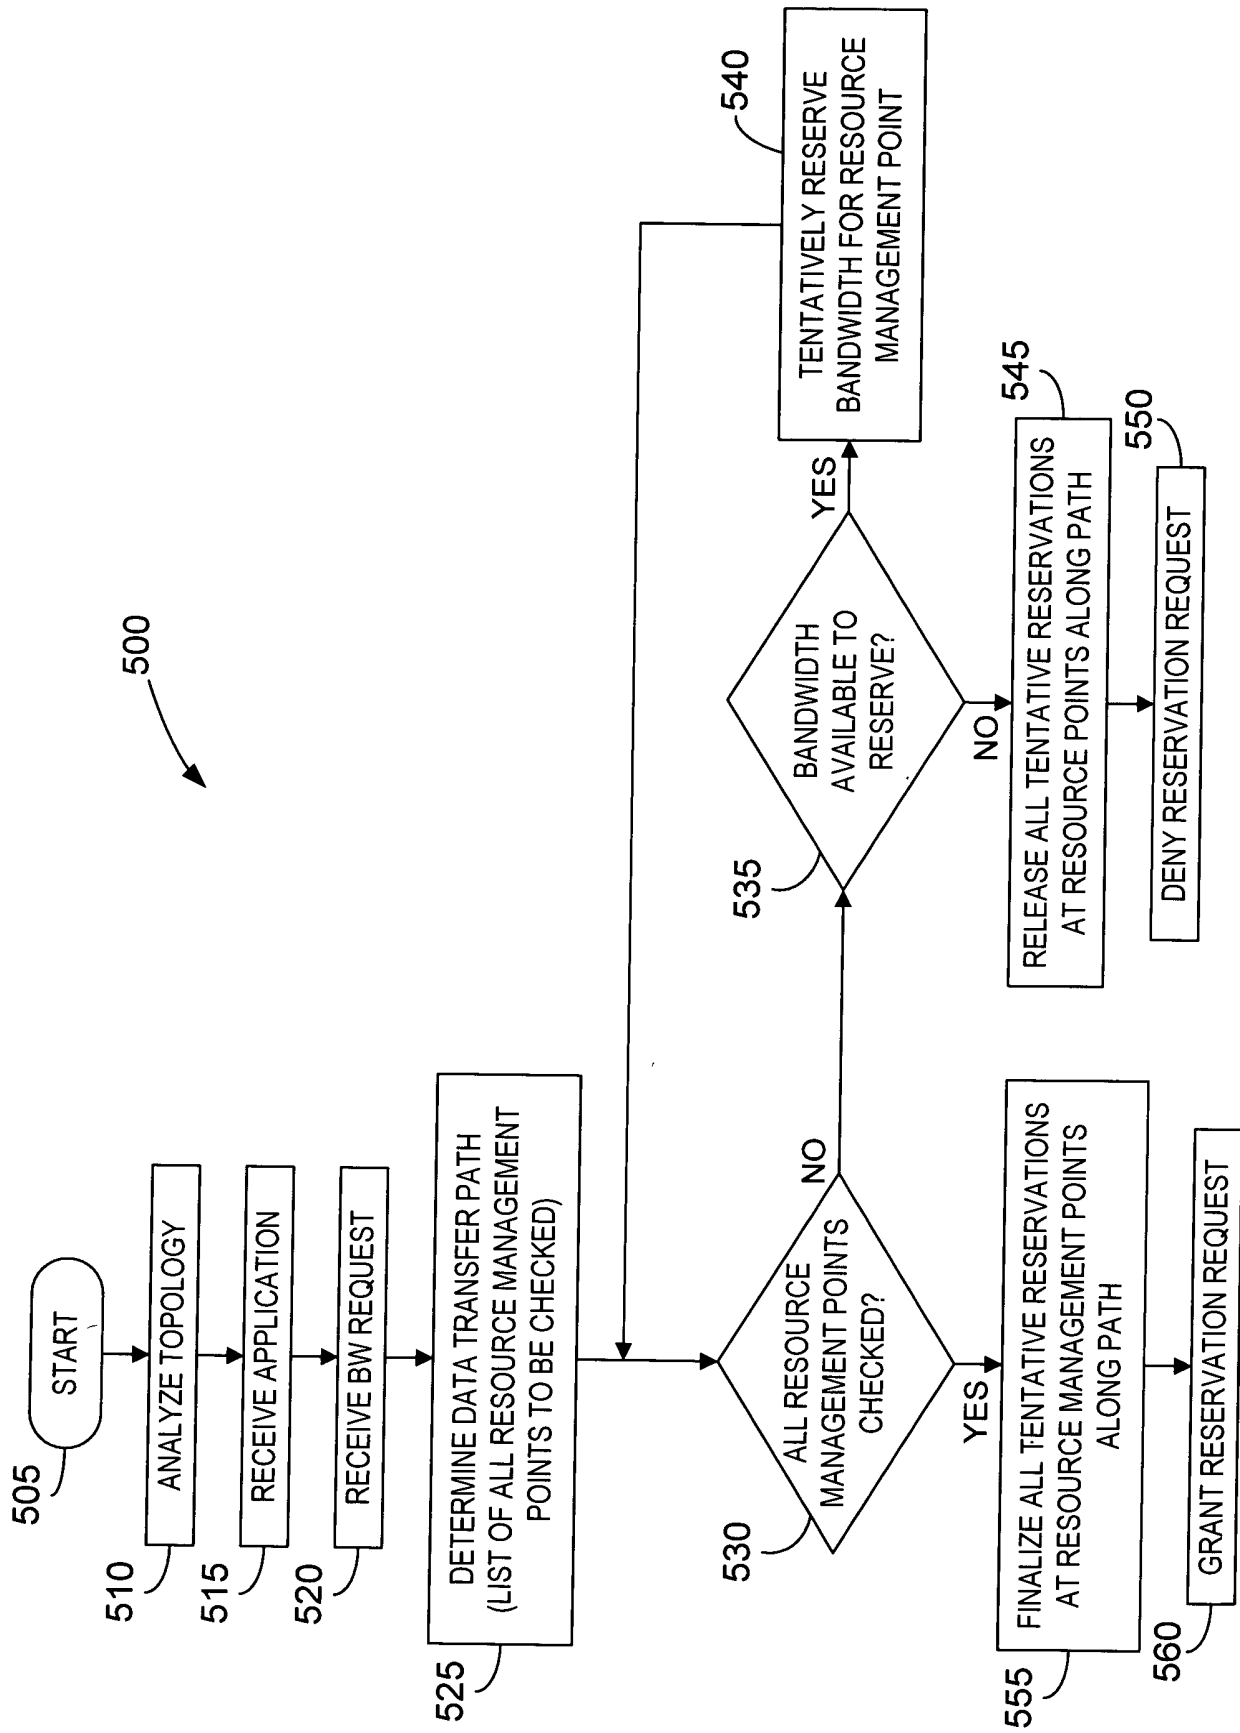 500
505
START
510
ANALYZE TOPOLOGY
515
RECEIVE APPLICATION
520
RECEIVE BW REQUEST
525
DETERMINE DATA TRANSFER PATH
(LIST OF ALL RESOURCE MANAGEMENT
POINTS TO BE CHECKED)
530
ALL RESOURCE
MANAGEMENT POINTS
CHECKED?
NO
YES
535
BANDWIDTH
AVAILABLE TO
RESERVE?
YES
NO
540
TENTATIVELY RESERVE
BANDWIDTH FOR RESOURCE
MANAGEMENT POINT
545
RELEASE ALL TENTATIVE RESERVATIONS
AT RESOURCE POINTS ALONG PATH
550
DENY RESERVATION REQUEST
555
FINALIZE ALL TENTATIVE RESERVATIONS
AT RESOURCE MANAGEMENT POINTS
ALONG PATH
560
GRANT RESERVATION REQUEST